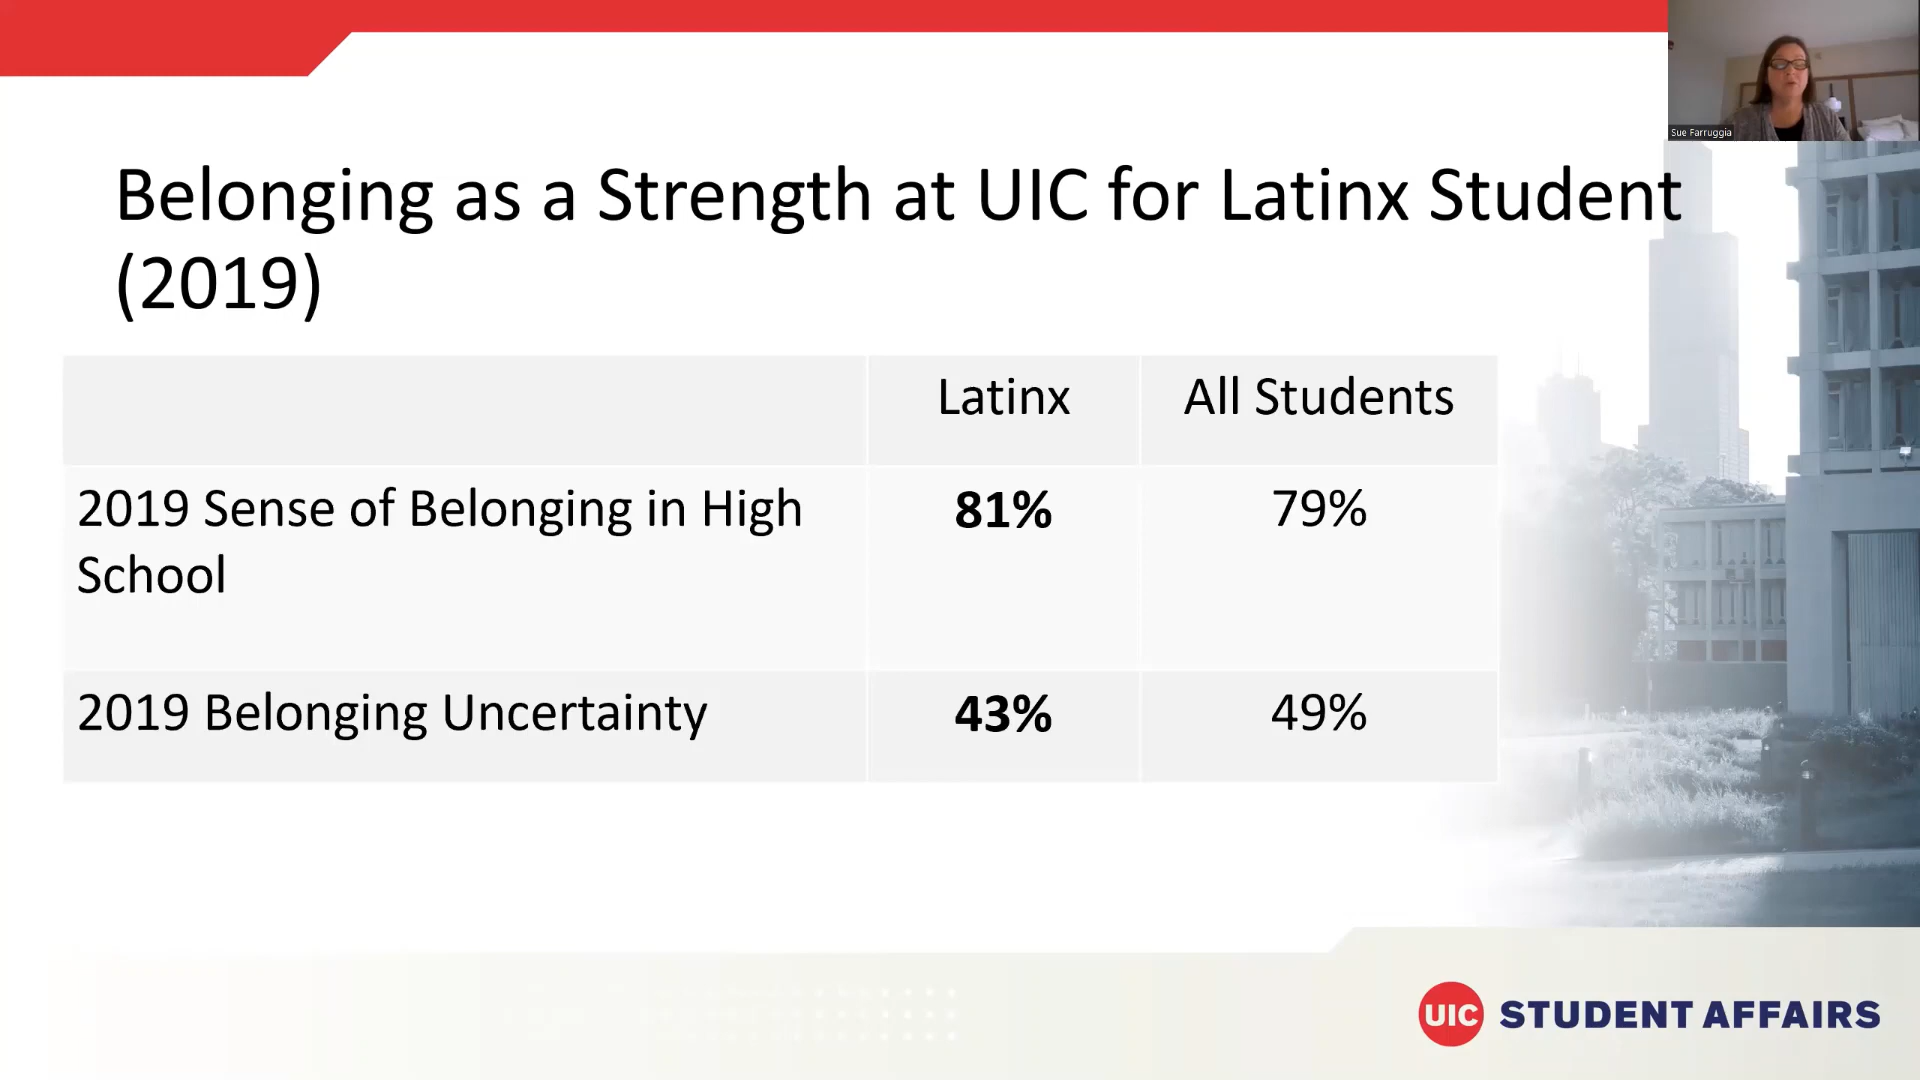 Sue Farruggia
Belonging as a Strength at UIC for Latinx Student
(2019)
Latinx
All Students
2019 Sense of Belonging in High
School
81%
79%
2019 Belonging Uncertainty
43%
49%
UIC STUDENT AFFAIRS